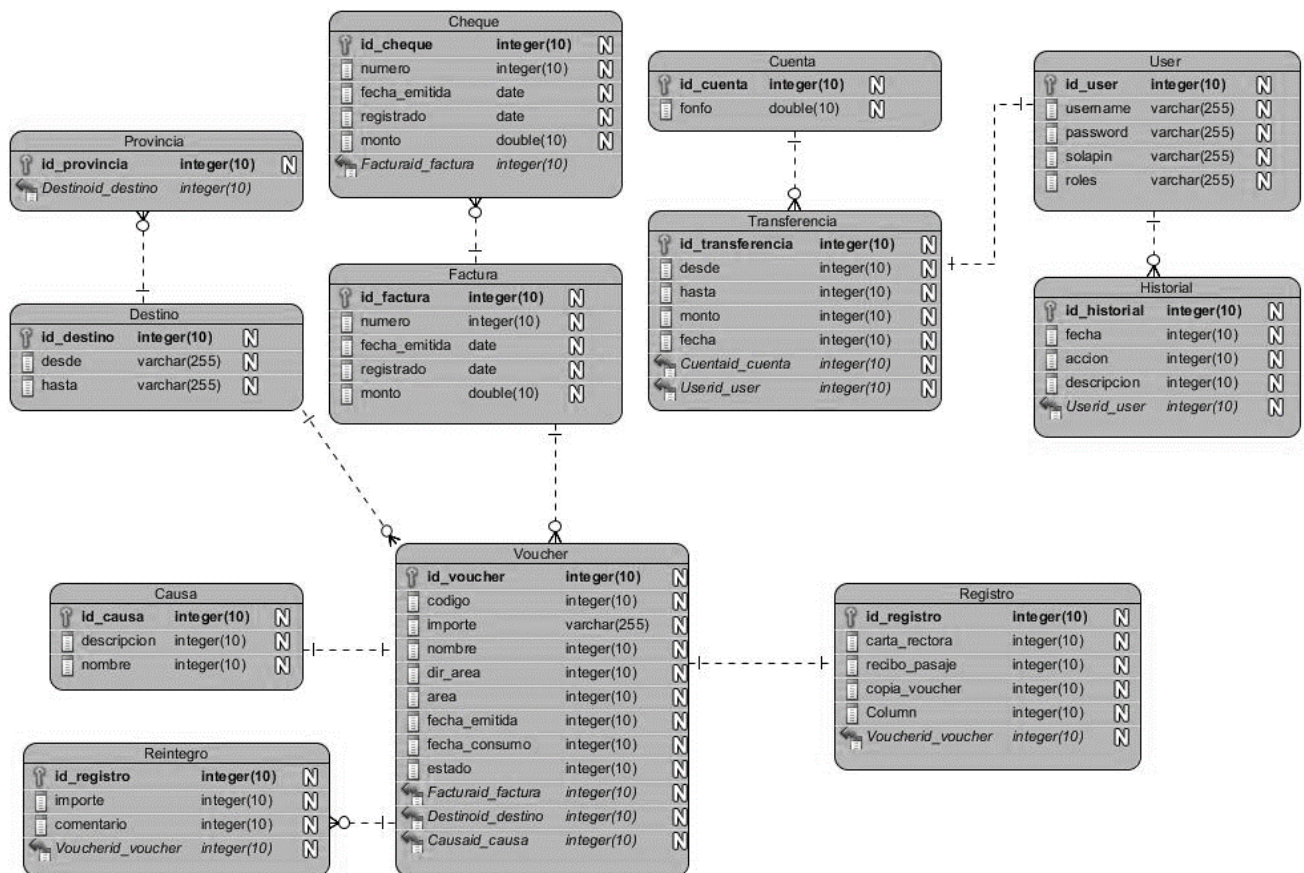 Cheque
id_cheque integer(10) N
numero integer(10) N
fecha_emitida date N
registrado date N
monto double(10) N
Facturaid_factura integer(10)
Cuenta
id_cuenta integer(10) N
fonfo double(10) N
User
id_user integer(10) N
username varchar(255) N
password varchar(255) N
solapin varchar(255) N
roles varchar(255) N
Provincia
id_provincia integer(10) N
Destinoid_destino integer(10)
Transferencia
id_transferencia integer(10) N
desde integer(10) N
hasta integer(10) N
monto integer(10) N
fecha integer(10) N
Cuentaid_cuenta integer(10) N
Userid_user integer(10) N
Factura
id_factura integer(10) N
numero integer(10) N
fecha_emitida date N
registrado date N
monto double(10) N
Historial
id_historial integer(10) N
fecha integer(10) N
accion integer(10) N
descripcion integer(10) N
Userid_user integer(10) N
Destino
id_destino integer(10) N
desde varchar(255) N
hasta varchar(255) N
Voucher
id_voucher integer(10) N
codigo integer(10) N
importe varchar(255) N
nombre integer(10) N
dir_area integer(10) N
area integer(10) N
fecha_emitida integer(10) N
fecha_consumo integer(10) N
estado integer(10) N
Facturaid_factura integer(10) N
Destinoid_destino integer(10) N
Causaid_causa integer(10) N
Causa
id_causa integer(10) N
descripcion integer(10) N
nombre integer(10) N
Registro
id_registro integer(10) N
carta_rectora integer(10) N
recibo_pasaje integer(10) N
copia_voucher integer(10) N
Column integer(10) N
Voucherid_voucher integer(10) N
Reintegro
id_registro integer(10) N
importe integer(10) N
comentario integer(10) N
Voucherid_voucher integer(10) N